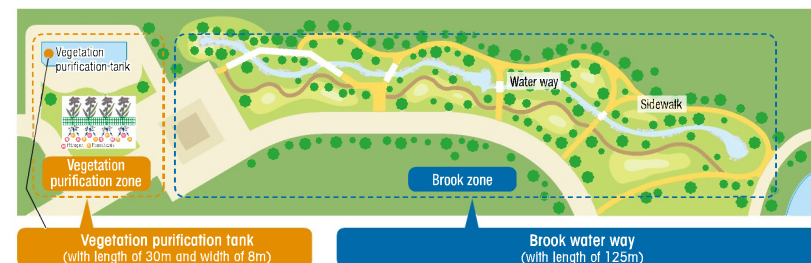 Vegetation
purification tank
Water way
Sidewalk
Vegetation
purification zone
Brook zone
Vegetation purification tank
(with length of 30m and width of 8m)
Brook water way
(with length of 125m)